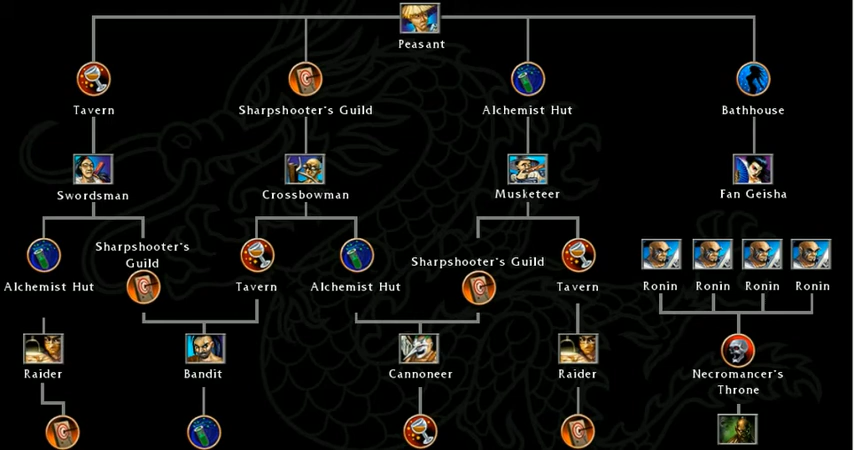 Peasant
Tavern
Sharpshooter's Guild
Alchemist Hut
Bathhouse
Swordsman
Crossbowman
Musketeer
Fan Geisha
Alchemist Hut
Sharpshooter's
Guild
Tavern
Alchemist Hut
Sharpshooter's Guild
Tavern
Ronin
Ronin
Ronin
Ronin
Raider
Bandit
Cannoneer
Raider
Necromancer's
Throne